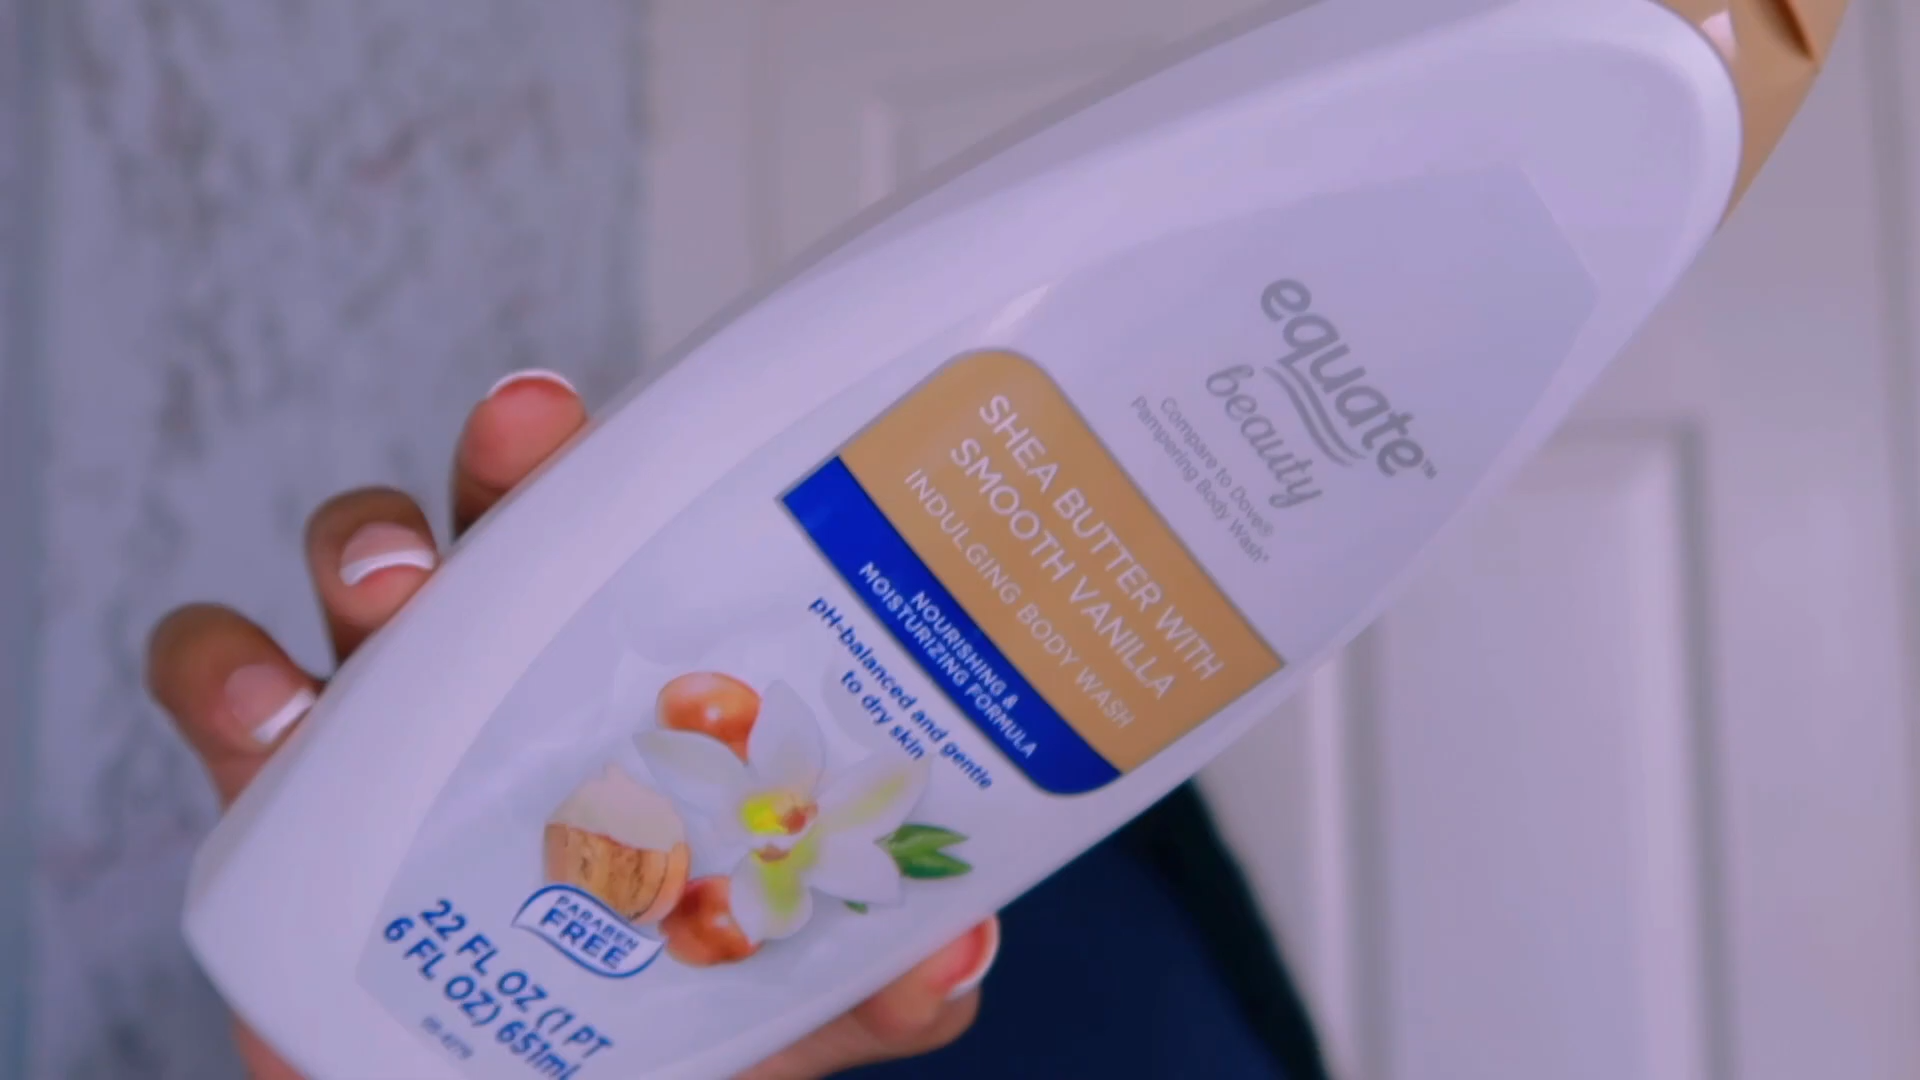 equate™
beauty
Compare to Dove®
Pampering Body Wash*
SHEA BUTTER WITH
SMOOTH VANILLA
INDULGING BODY WASH
NOURISHING &
MOISTURIZING FORMULA
pH-balanced and gentle
to dry skin
PARABEN
FREE
22 FL OZ (1 PT
6 FL OZ) 651mL